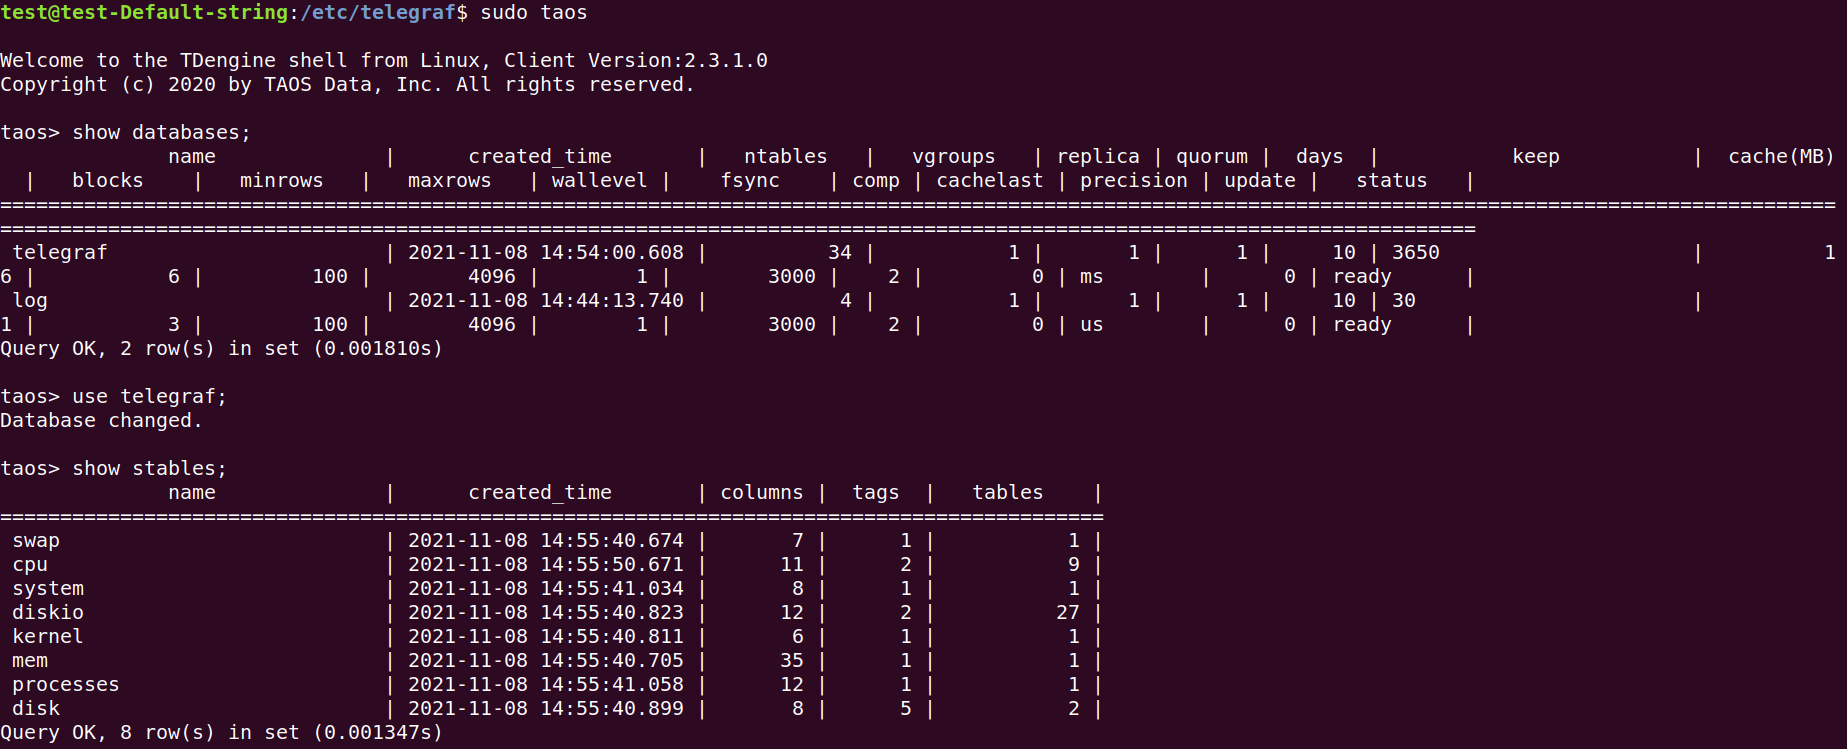 test@test-Default-string:/etc/telegraf$ sudo taos
Welcome to the TDengine shell from Linux, Client Version:2.3.1.0
Copyright (c) 2020 by TAOS Data, Inc. All rights reserved.
taos> show databases;
name | created_time | ntables | vgroups | replica | quorum | days | keep | cache(MB)
| blocks | minrows | maxrows | wallevel | fsync | comp | cachelast | precision | update | status |
=========================================================================================================================================================
===========================================================================================================================
telegraf | 2021-11-08 14:54:00.608 | 34 | 1 | 1 | 1 | 10 | 3650 | 1
6 | 6 | 100 | 4096 | 1 | 3000 | 2 | 0 | ms | 0 | ready |
log | 2021-11-08 14:44:13.740 | 4 | 1 | 1 | 1 | 10 | 30 |
1 | 3 | 100 | 4096 | 1 | 3000 | 2 | 0 | us | 0 | ready |
Query OK, 2 row(s) in set (0.001810s)
taos> use telegraf;
Database changed.
taos> show stables;
name | created_time | columns | tags | tables |
============================================================================================
swap | 2021-11-08 14:55:40.674 | 7 | 1 | 1 |
cpu | 2021-11-08 14:55:50.671 | 11 | 2 | 9 |
system | 2021-11-08 14:55:41.034 | 8 | 1 | 1 |
diskio | 2021-11-08 14:55:40.823 | 12 | 2 | 27 |
kernel | 2021-11-08 14:55:40.811 | 6 | 1 | 1 |
mem | 2021-11-08 14:55:40.705 | 35 | 1 | 1 |
processes | 2021-11-08 14:55:41.058 | 12 | 1 | 1 |
disk | 2021-11-08 14:55:40.899 | 8 | 5 | 2 |
Query OK, 8 row(s) in set (0.001347s)